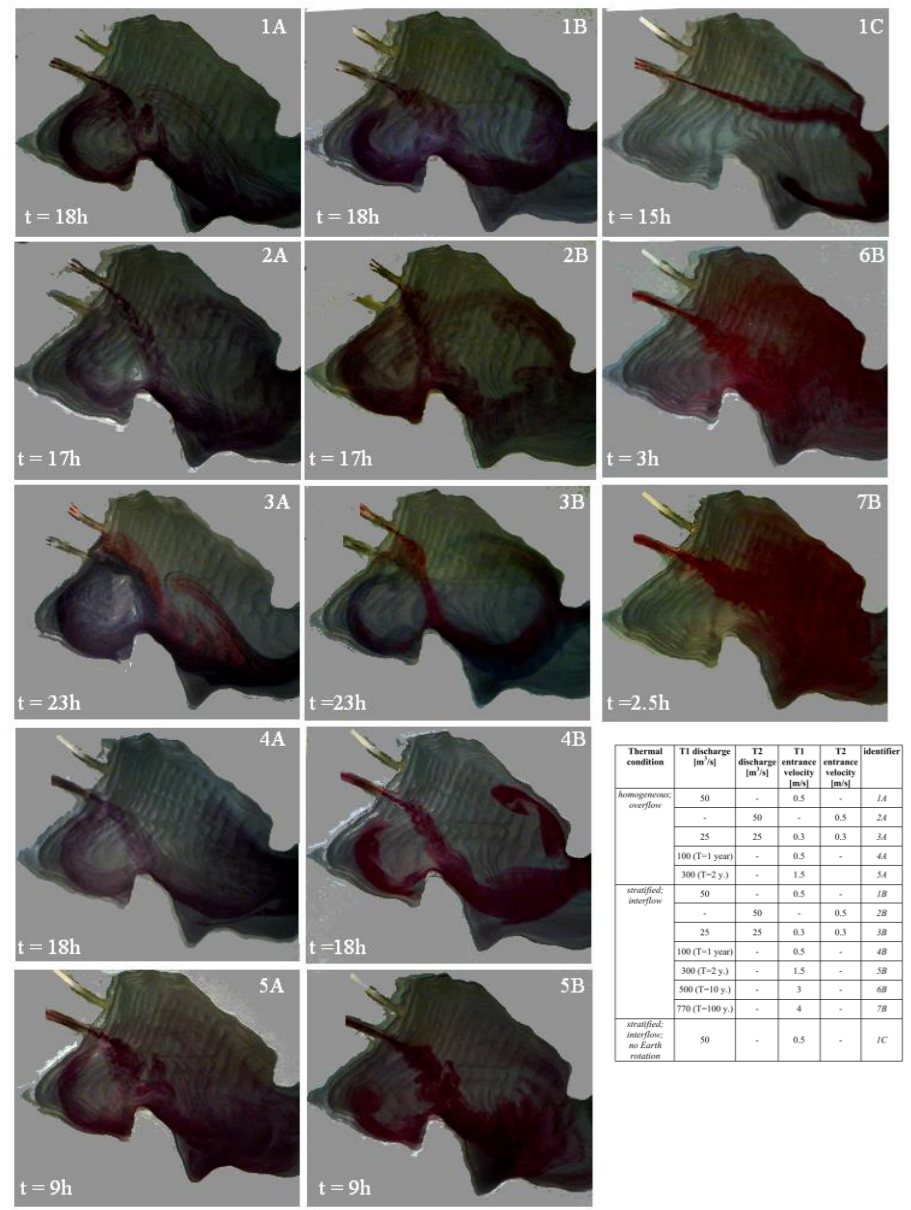 1A
t = 18h
1B
t = 18h
1C
t = 15h
2A
t = 17h
2B
t = 17h
6B
t = 3h
3A
t = 23h
3B
t =23h
7B
t =2.5h
4A
t = 18h
4B
t =18h
5A
t = 9h
5B
t = 9h
Thermal condition T1 discharge [m³/s] T2 discharge [m³/s] T1 entrance velocity [m/s] T2 entrance velocity [m/s] identifier
homogeneous; overflow 50 - 0.5 - 1A
- 50 - 0.5 2A
25 25 0.3 0.3 3A
100 (T=1 year) - 0.5 - 4A
300 (T=2 y.) - 1.5 5A
stratified; interflow 50 - 0.5 - 1B
- 50 - 0.5 2B
25 25 0.3 0.3 3B
100 (T=1 year) - 0.5 - 4B
300 (T=2 y.) - 1.5 - 5B
500 (T=10 y.) - 3 - 6B
770 (T=100 y.) - 4 - 7B
stratified; interflow; no Earth rotation 50 - 0.5 - 1C